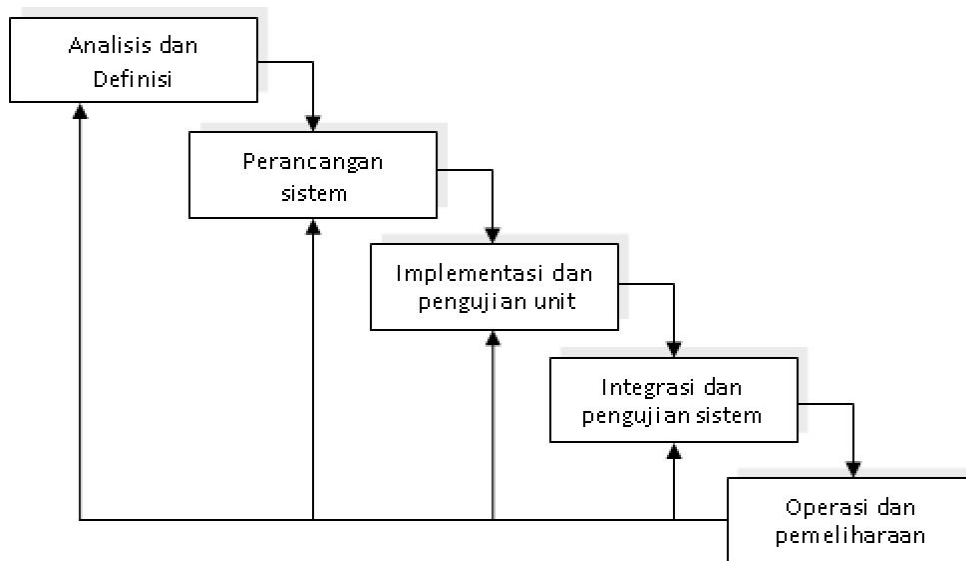 Analisis dan
Definisi
Perancangan
sistem
Implementasi dan
pengujian unit
Integrasi dan
pengujian sistem
Operasi dan
pemeliharaan